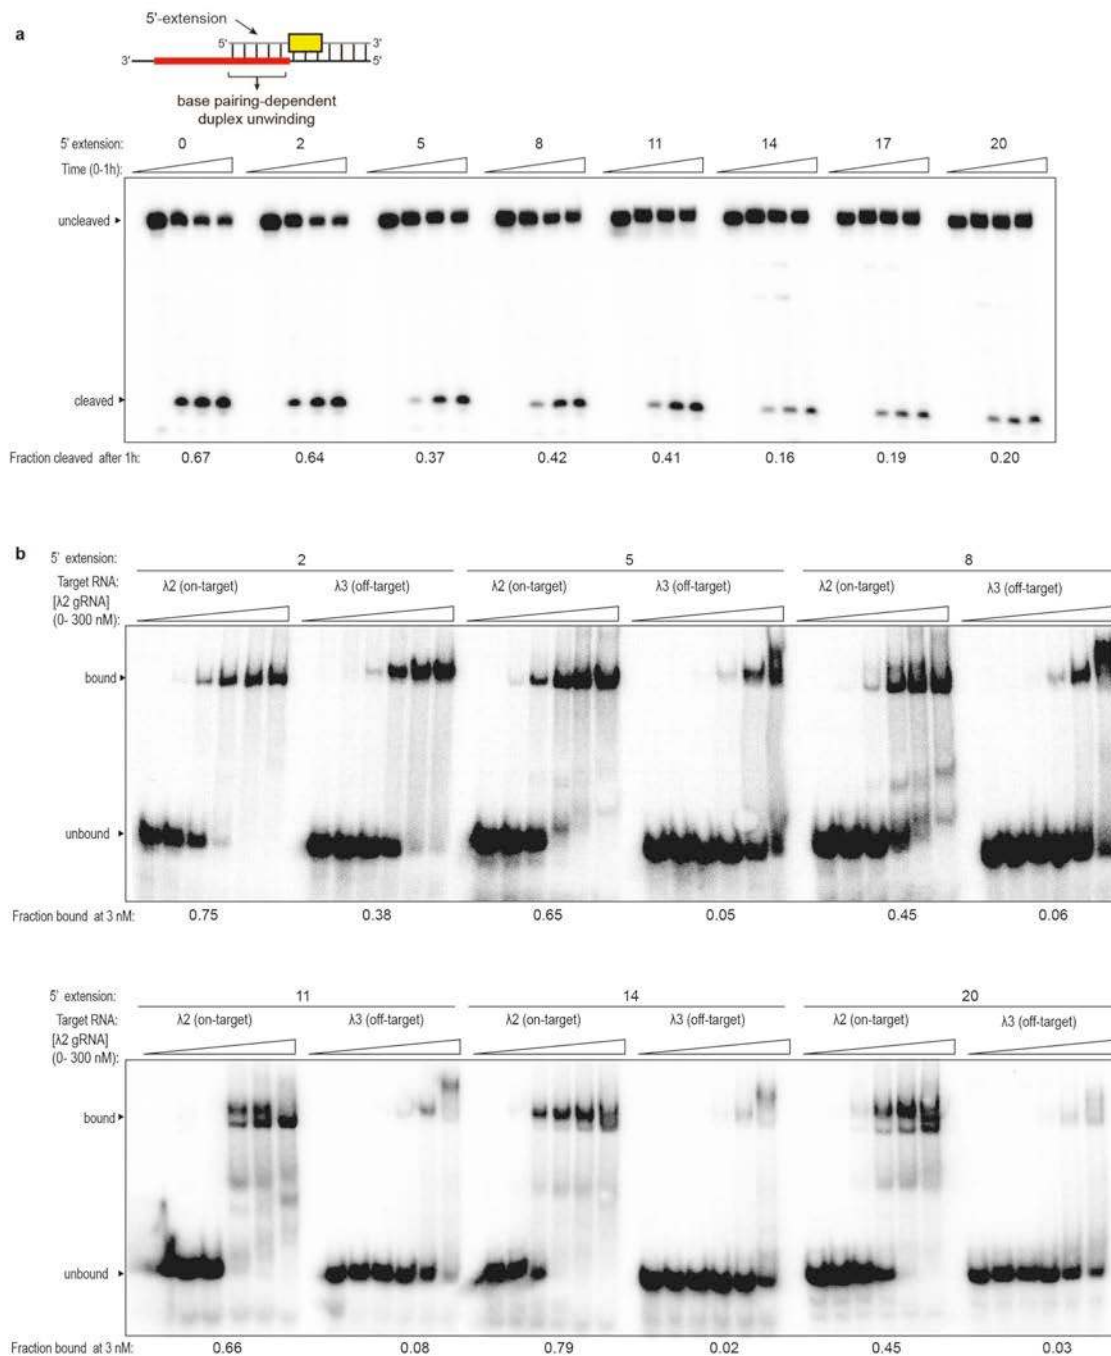 a
5'-extension
5' 3'
3' 5'
base pairing-dependent
duplex unwinding
5' extension: 0 2 5 8 11 14 17 20
Time (0-1h)
uncleaved
cleaved
Fraction cleaved after 1h: 0.67 0.64 0.37 0.42 0.41 0.16 0.19 0.20
b
5' extension: 2 5 8
Target RNA: λ2 (on-target) λ3 (off-target) λ2 (on-target) λ3 (off-target) λ2 (on-target) λ3 (off-target)
[λ2 gRNA]
(0- 300 nM):
bound
unbound
Fraction bound at 3 nM: 0.75 0.38 0.65 0.05 0.45 0.06
5' extension: 11 14 20
Target RNA: λ2 (on-target) λ3 (off-target) λ2 (on-target) λ3 (off-target) λ2 (on-target) λ3 (off-target)
[λ2 gRNA]
(0- 300 nM):
bound
unbound
Fraction bound at 3 nM: 0.66 0.08 0.79 0.02 0.45 0.03